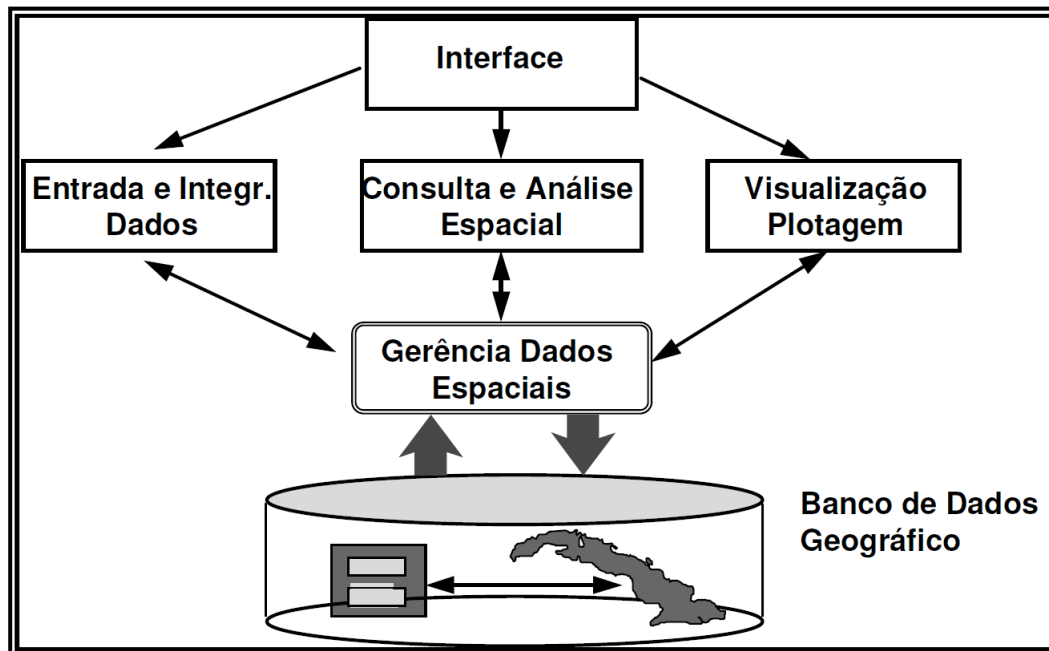 Interface
Entrada e Integr.
Dados
Consulta e Análise
Espacial
Visualização
Plotagem
Gerência Dados
Espaciais
Banco de Dados
Geográfico